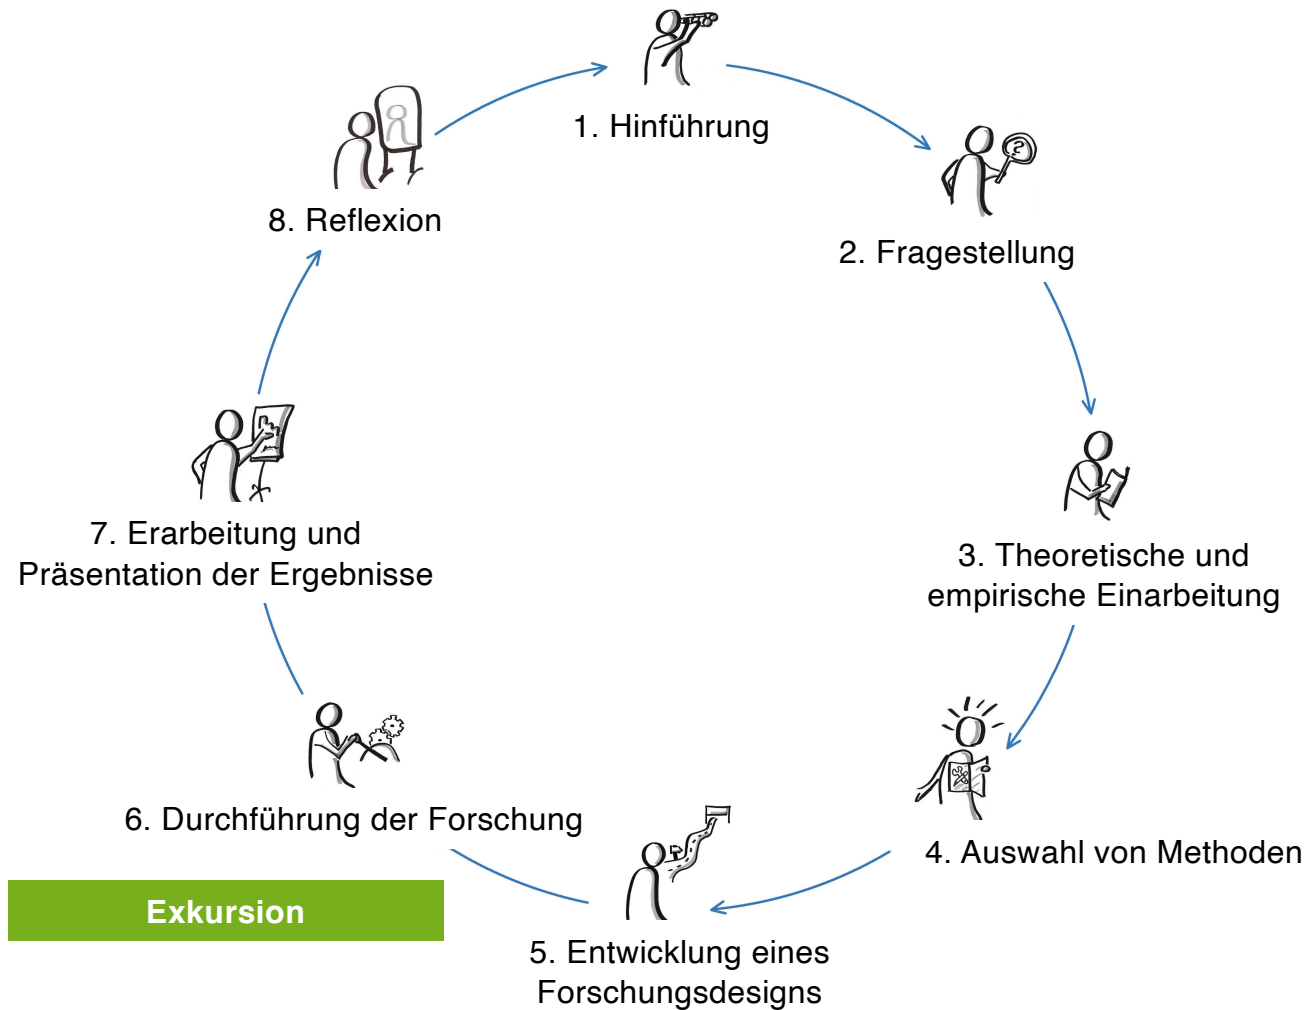 1. Hinführung
2. Fragestellung
3. Theoretische und
empirische Einarbeitung
4. Auswahl von Methoden
5. Entwicklung eines
Forschungsdesigns
6. Durchführung der Forschung
Exkursion
7. Erarbeitung und
Präsentation der Ergebnisse
8. Reflexion
?